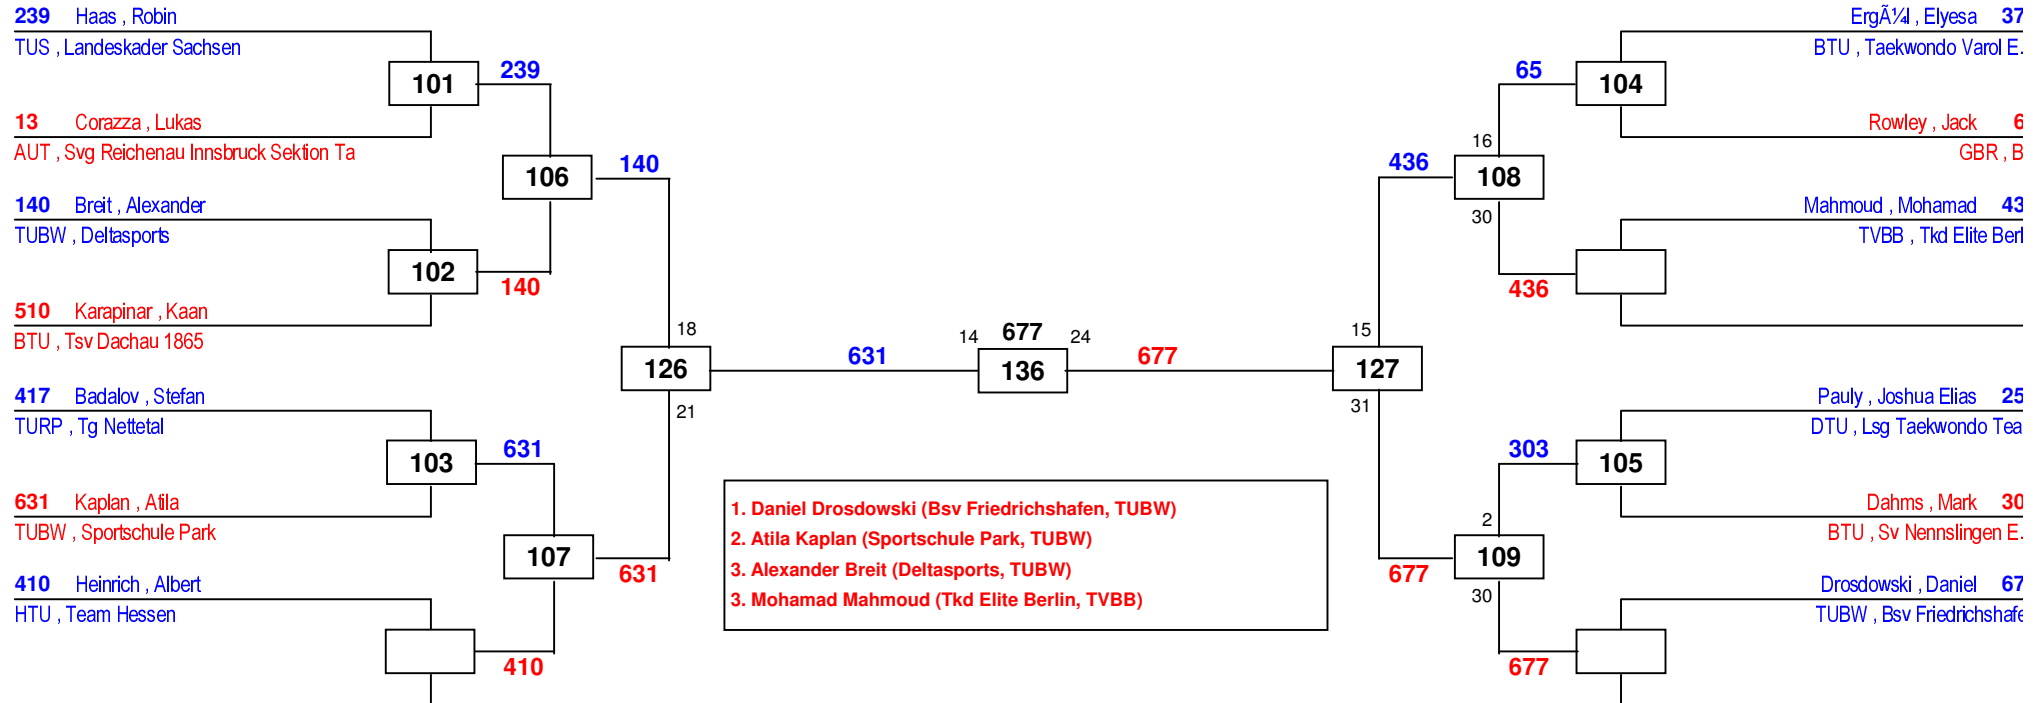 239 Haas , Robin
TUS , Landeskader Sachsen
101
239
13 Corazza , Lukas
AUT , Svg Reichenau Innsbruck Sektion Ta
106
140
140 Breit , Alexander
TUBW , Deltasports
102
140
510 Karapinar , Kaan
BTU , Tsv Dachau 1865
18
126
21
631
417 Badalov , Stefan
TURP , Tg Nettetal
103
631
631 Kaplan , Atila
TUBW , Sportschule Park
107
631
410 Heinrich , Albert
HTU , Team Hessen
410
14 677 24
136
677
1. Daniel Drosdowski (Bsv Friedrichshafen, TUBW)
2. Atila Kaplan (Sportschule Park, TUBW)
3. Alexander Breit (Deltasports, TUBW)
3. Mohamad Mahmoud (Tkd Elite Berlin, TVBB)
ErgÃ¼l , Elyesa 37
BTU , Taekwondo Varol E.
65
104
Rowley , Jack 6
GBR , B
16
436
108
30
Mahmoud , Mohamad 43
TVBB , Tkd Elite Berl
436
15
127
31
Pauly , Joshua Elias 25
DTU , Lsg Taekwondo Tea
303
105
Dahms , Mark 30
BTU , Sv Nennslingen E.
2
109
30
677
Drosdowski , Daniel 67
TUBW , Bsv Friedrichshafe
677